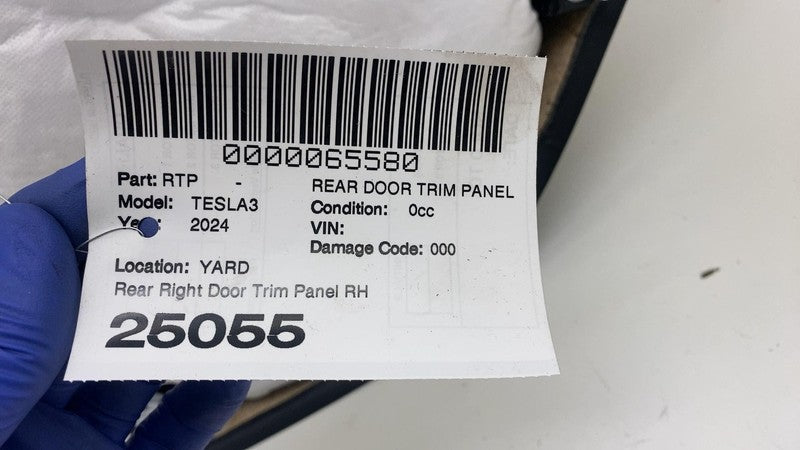 0000065580
Part: RTP - REAR DOOR TRIM PANEL
Model: TESLA3 Condition: 0cc
2024 VIN:
Damage Code: 000
Location: YARD
Rear Right Door Trim Panel RH
25055